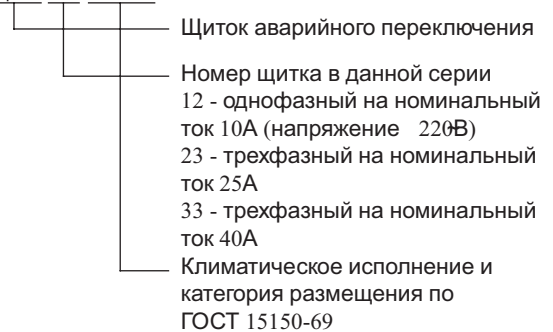 Щиток аварийного переключения
Номер щитка в данной серии
12 - однофазный на номинальный
ток 10А (напряжение 220В)
23 - трехфазный на номинальный
ток 25А
33 - трехфазный на номинальный
ток 40А
Климатическое исполнение и
категория размещения по
ГОСТ 15150-69